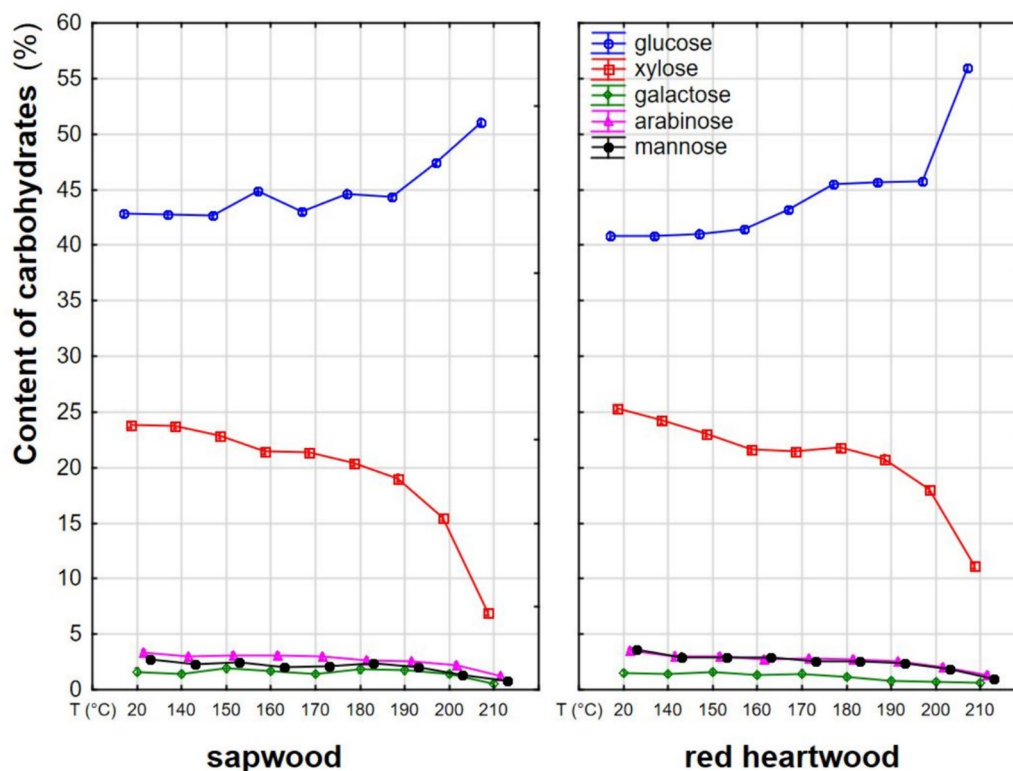 Content of carbohydrates (%)
60
55
50
45
40
35
30
25
20
15
10
5
0
glucose
xylose
galactose
arabinose
mannose
T (°C) 20 140 150 160 170 180 190 200 210
T (°C) 20 140 150 160 170 180 190 200 210
sapwood
red heartwood